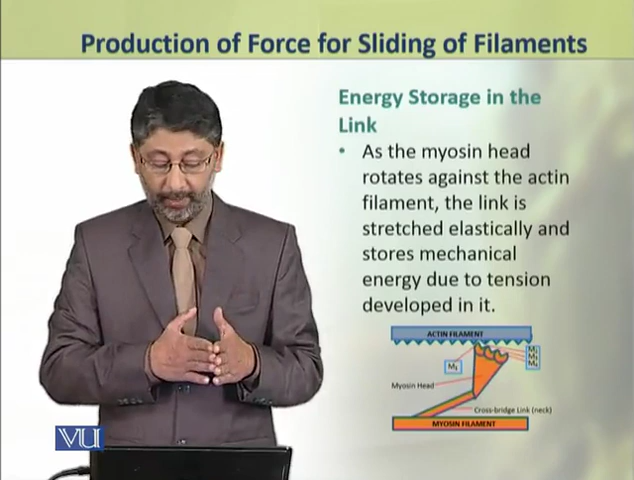 Production of Force for Sliding of Filaments
Energy Storage in the
Link
• As the myosin head
rotates against the actin
filament, the link is
stretched elastically and
stores mechanical
energy due to tension
developed in it.
ACTIN FILAMENT
M₁
Myosin Head
Cross-bridge Link (neck)
MYOSIN FILAMENT
VU